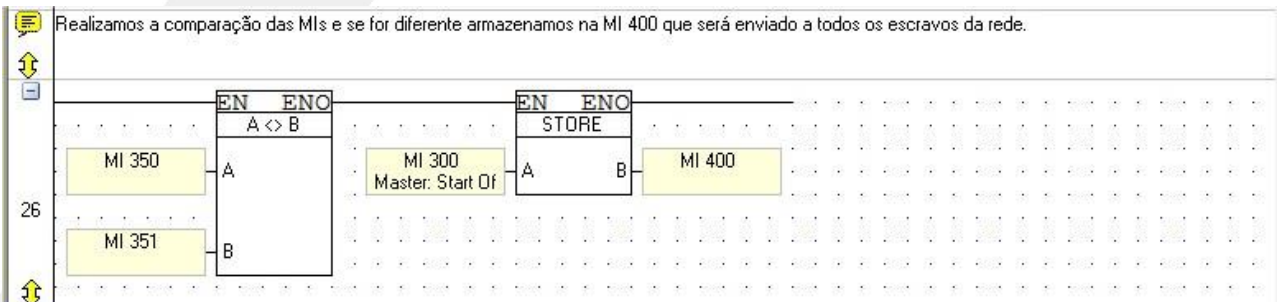 Realizamos a comparação das MIs e se for diferente armazenamos na MI 400 que será enviado a todos os escravos da rede.
EN ENO
A <> B
MI 350
A
MI 351
B
EN ENO
STORE
MI 300
Master: Start Of
A
B
MI 400
26